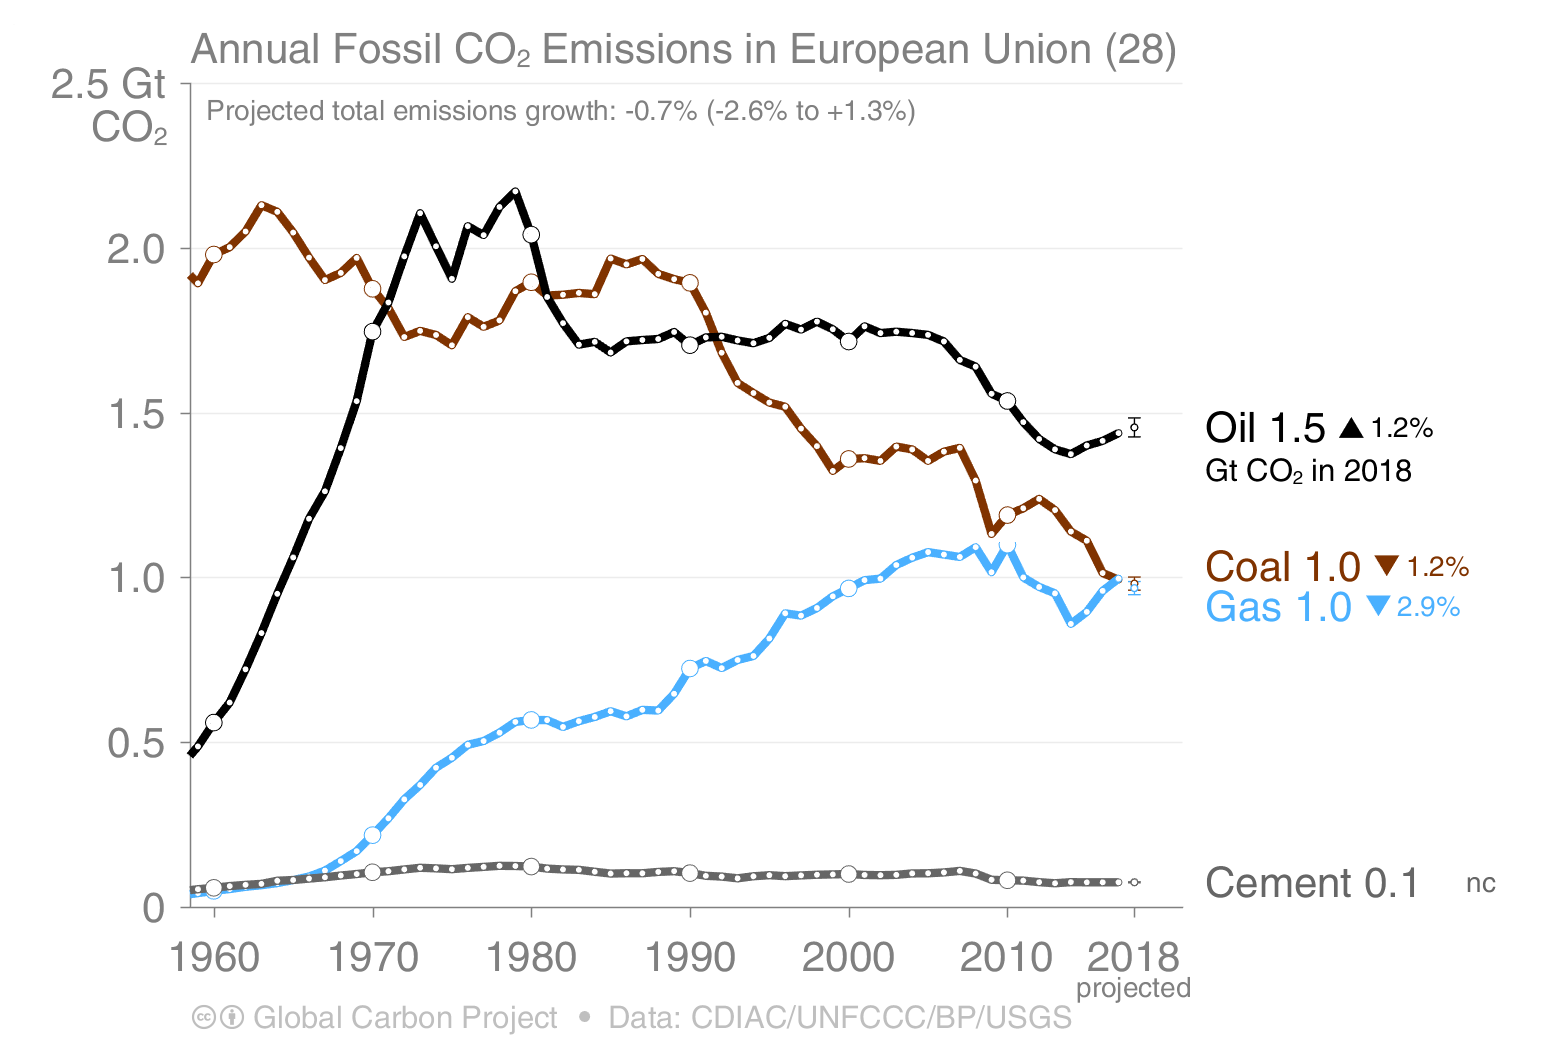 Annual Fossil CO₂ Emissions in European Union (28)
2.5 Gt
CO₂
Projected total emissions growth: -0.7% (-2.6% to +1.3%)
2.0
1.5
Oil 1.5 ▲ 1.2%
Gt CO₂ in 2018
1.0
Coal 1.0 ▼ 1.2%
Gas 1.0 ▼ 2.9%
0.5
Cement 0.1 nc
0
1960 1970 1980 1990 2000 2010 2018
projected
Global Carbon Project • Data: CDIAC/UNFCCC/BP/USGS